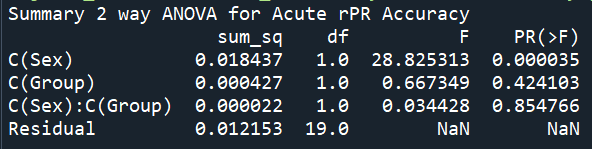 Summary 2 way ANOVA for Acute rPR Accuracy
sum_sq df F PR(>F)
C(Sex) 0.018437 1.0 28.825313 0.000035
C(Group) 0.000427 1.0 0.667349 0.424103
C(Sex):C(Group) 0.000022 1.0 0.034428 0.854766
Residual 0.012153 19.0 NaN NaN